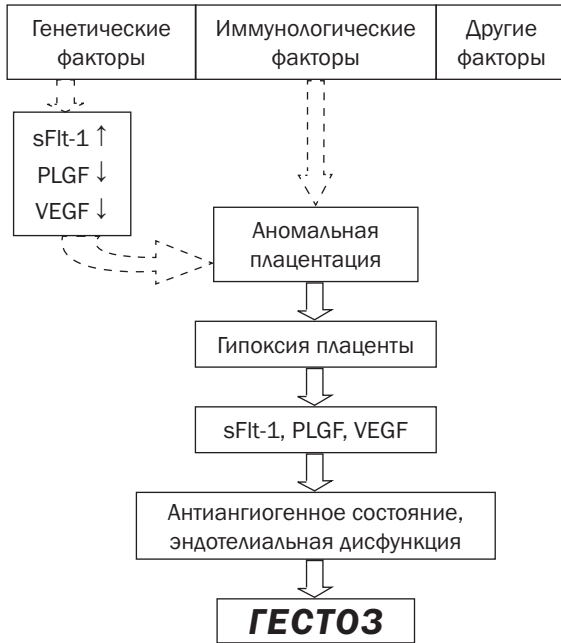 Генетические
факторы
Иммунологические
факторы
Другие
факторы
sFlt-1 ↑
PLGF ↓
VEGF ↓
Аномальная
плацентация
Гипоксия плаценты
sFlt-1, PLGF, VEGF
Антиангиогенное состояние,
эндотелиальная дисфункция
ГЕСТОЗ